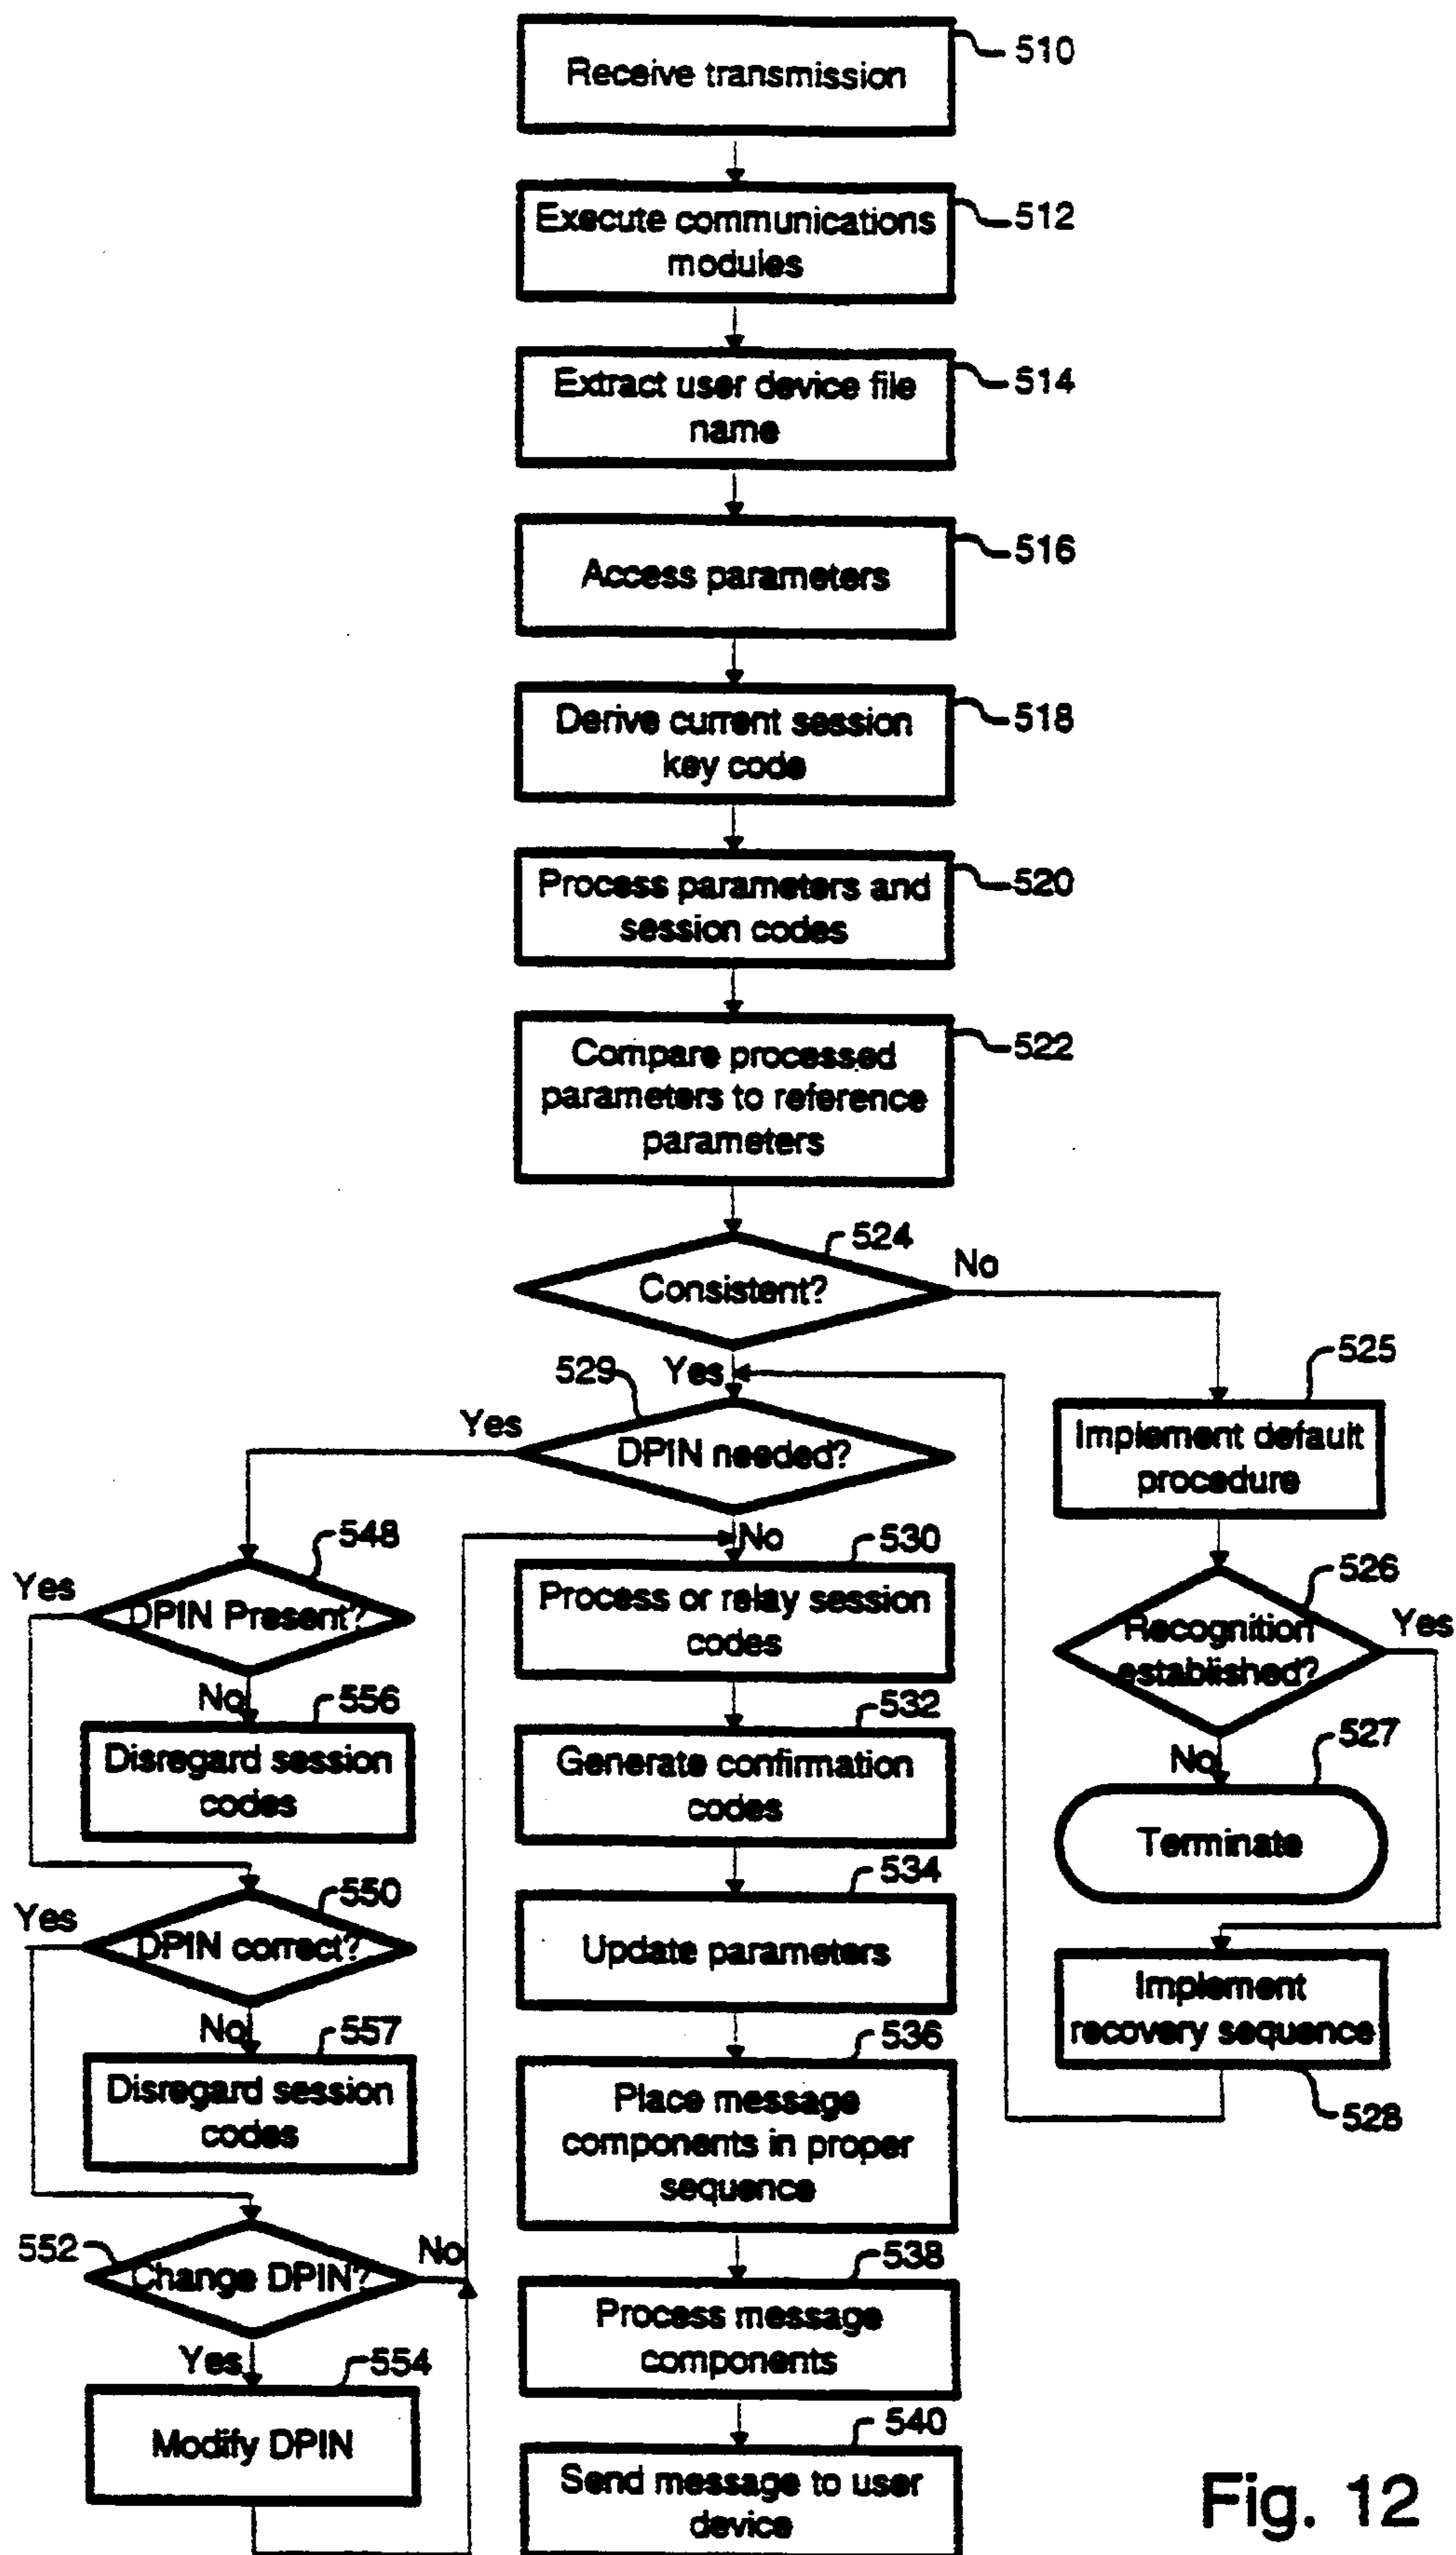 Receive transmission
510
Execute communications
modules
512
Extract user device file
name
514
Access parameters
516
Derive current session
key code
518
Process parameters and
session codes
520
Compare processed
parameters to reference
parameters
522
524
Consistent?
No
Yes
529
DPIN needed?
Yes
No
525
Implement default
procedure
526
Recognition
established?
Yes
No
527
Terminate
Implement
recovery sequence
528
548
DPIN Present?
Yes
No
556
Disregard session
codes
550
DPIN correct?
Yes
No
557
Disregard session
codes
552
Change DPIN?
No
Yes
554
Modify DPIN
530
Process or relay session
codes
532
Generate confirmation
codes
534
Update parameters
536
Place message
components in proper
sequence
538
Process message
components
540
Send message to user
device
Fig. 12